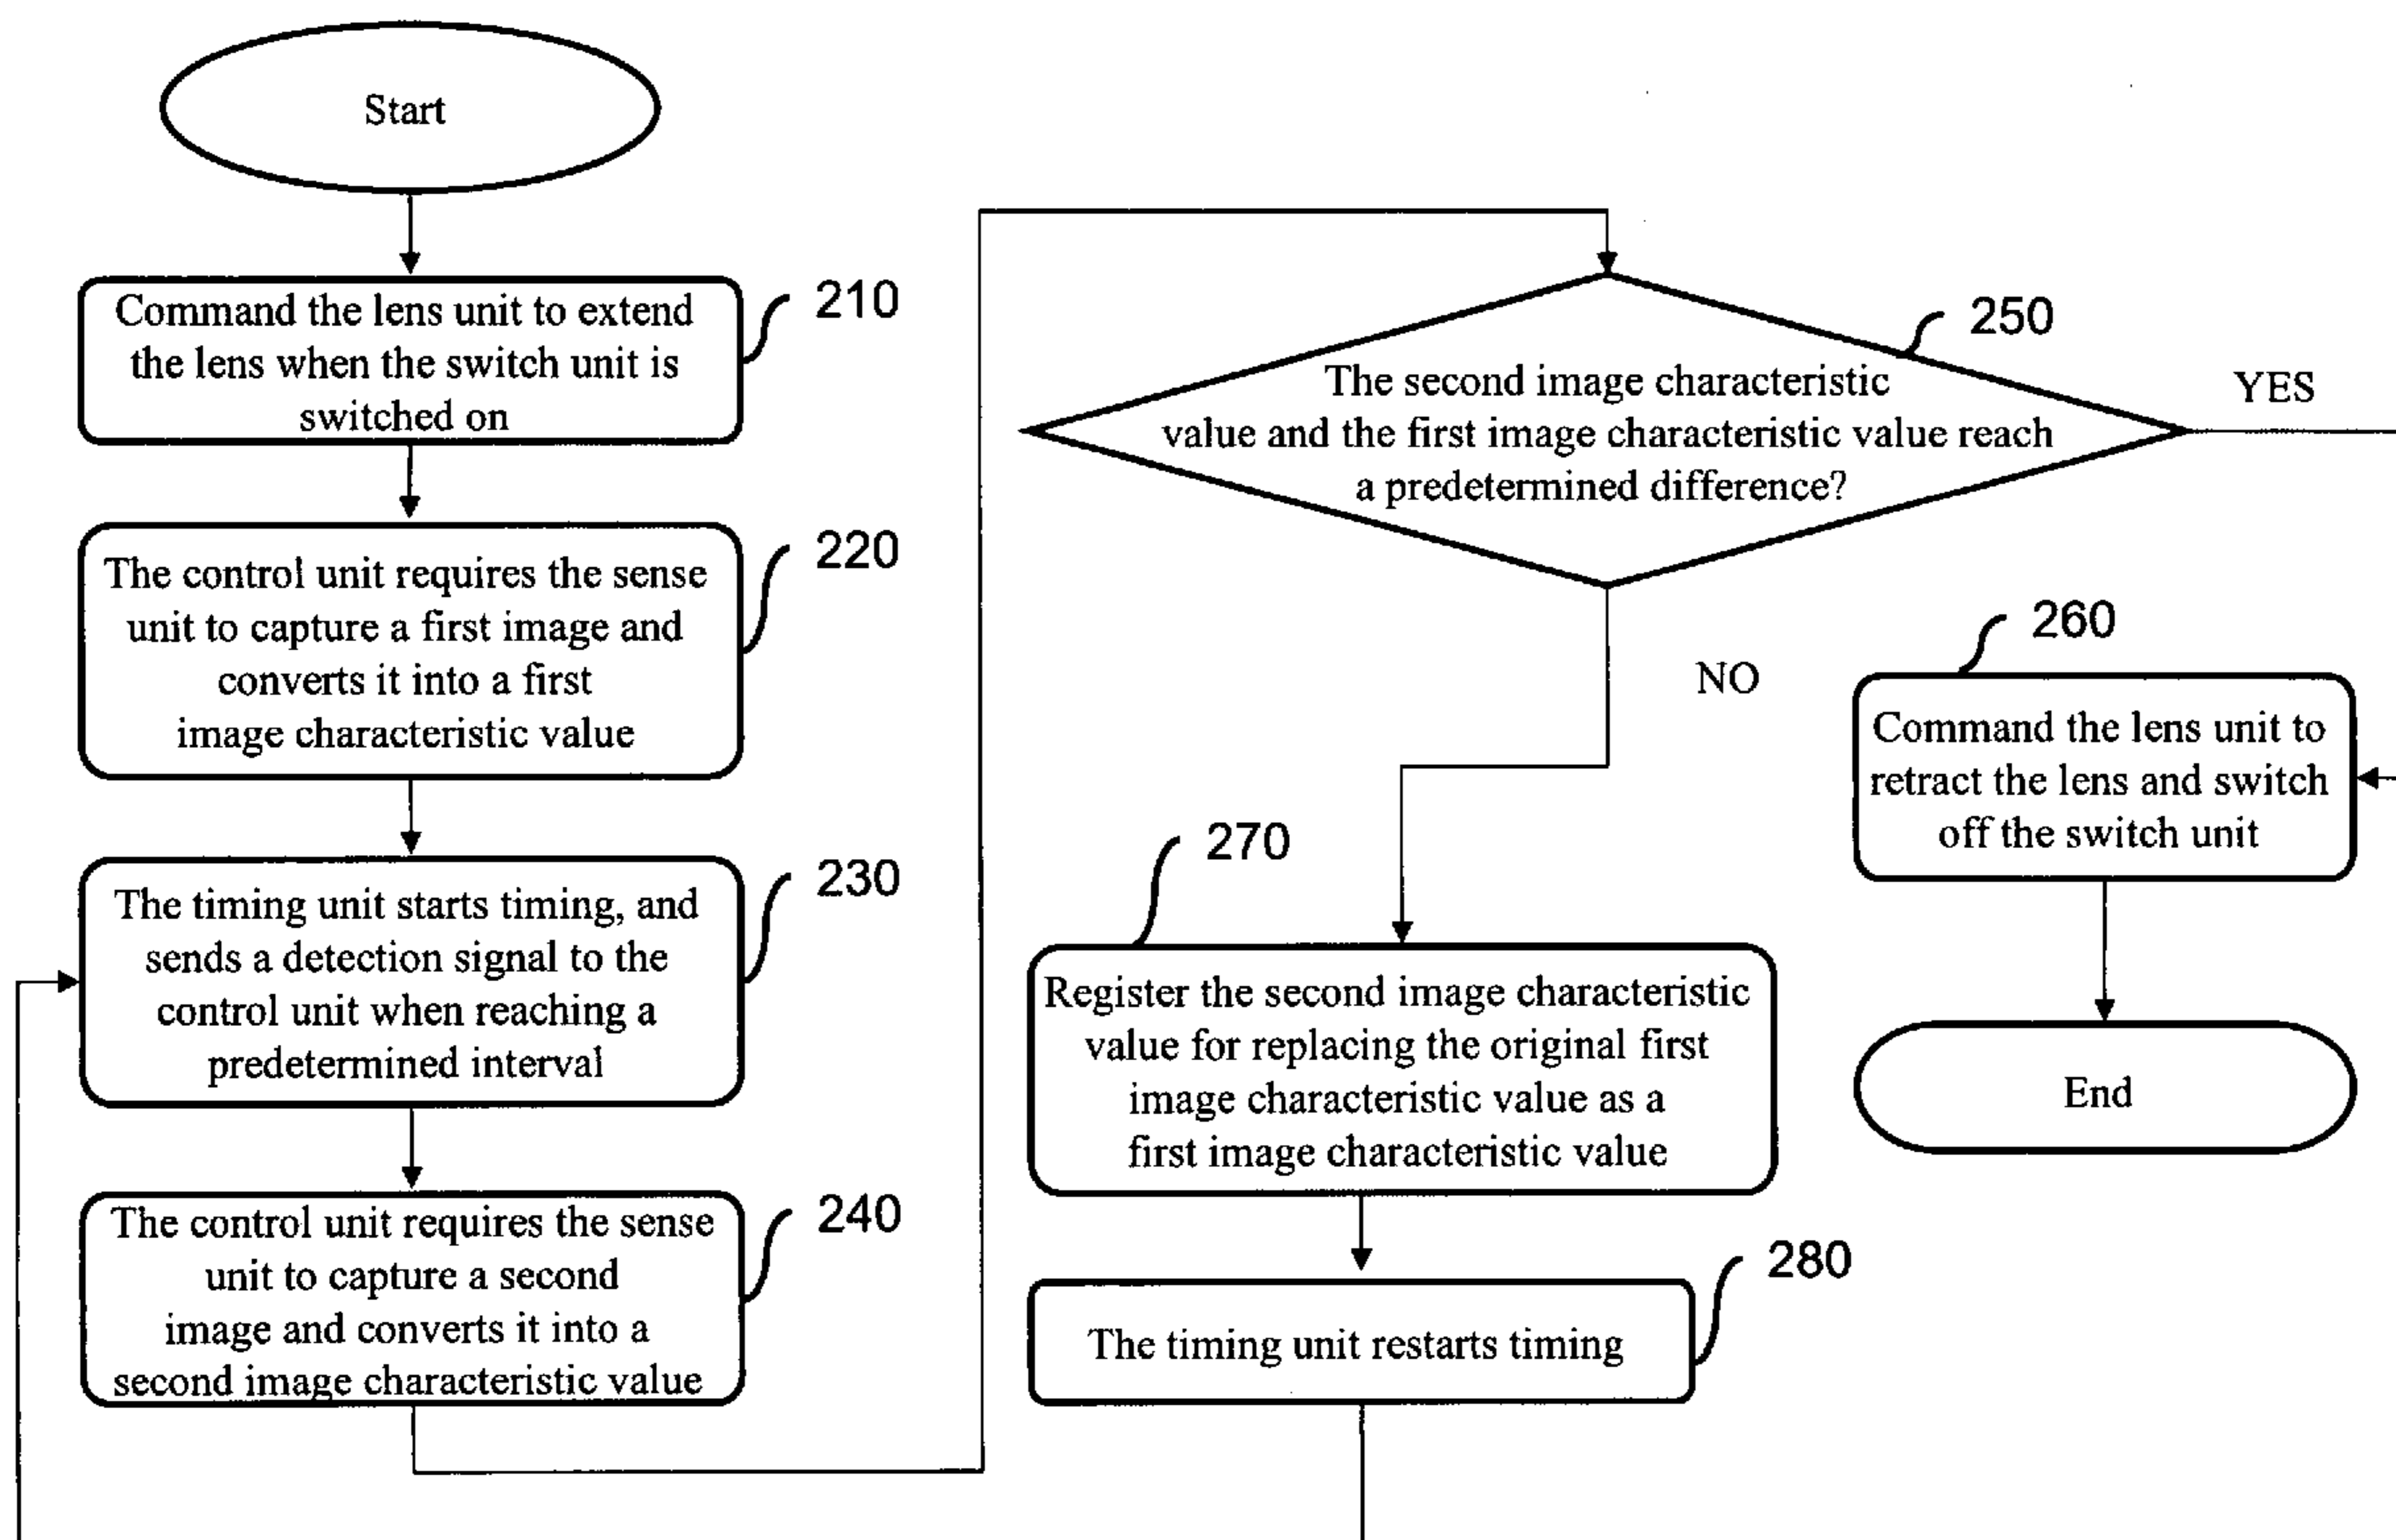 Start
Command the lens unit to extend
the lens when the switch unit is
switched on
210
The control unit requires the sense
unit to capture a first image and
converts it into a first
image characteristic value
220
The timing unit starts timing, and
sends a detection signal to the
control unit when reaching a
predetermined interval
230
The control unit requires the sense
unit to capture a second
image and converts it into a
second image characteristic value
240
The second image characteristic
value and the first image characteristic value reach
a predetermined difference?
250
YES
NO
260
Command the lens unit to
retract the lens and switch
off the switch unit
End
270
Register the second image characteristic
value for replacing the original first
image characteristic value as a
first image characteristic value
280
The timing unit restarts timing